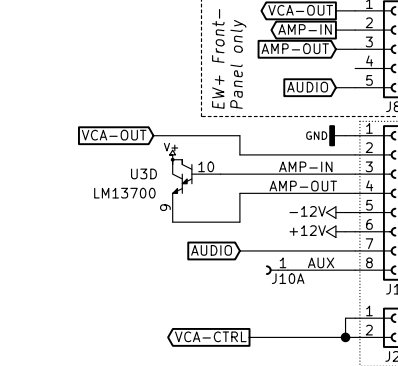 EW+ Front-
Panel only
VCA-OUT 1
AMP-IN 2
AMP-OUT 3
4
AUDIO 5
J8
VCA-OUT
GND 1
2
V+
U3D
LM13700
10
9
AMP-IN 3
AMP-OUT 4
-12V 5
+12V 6
AUDIO 7
1 AUX 8
J10A
J1
1
VCA-CTRL 2
J2